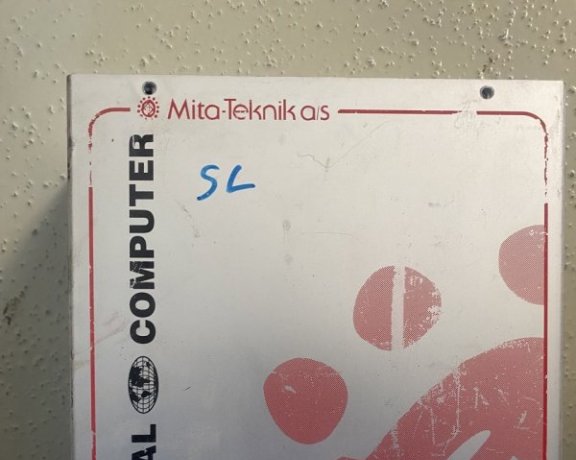 Mita-Teknik a/s
SL
AL COMPUTER